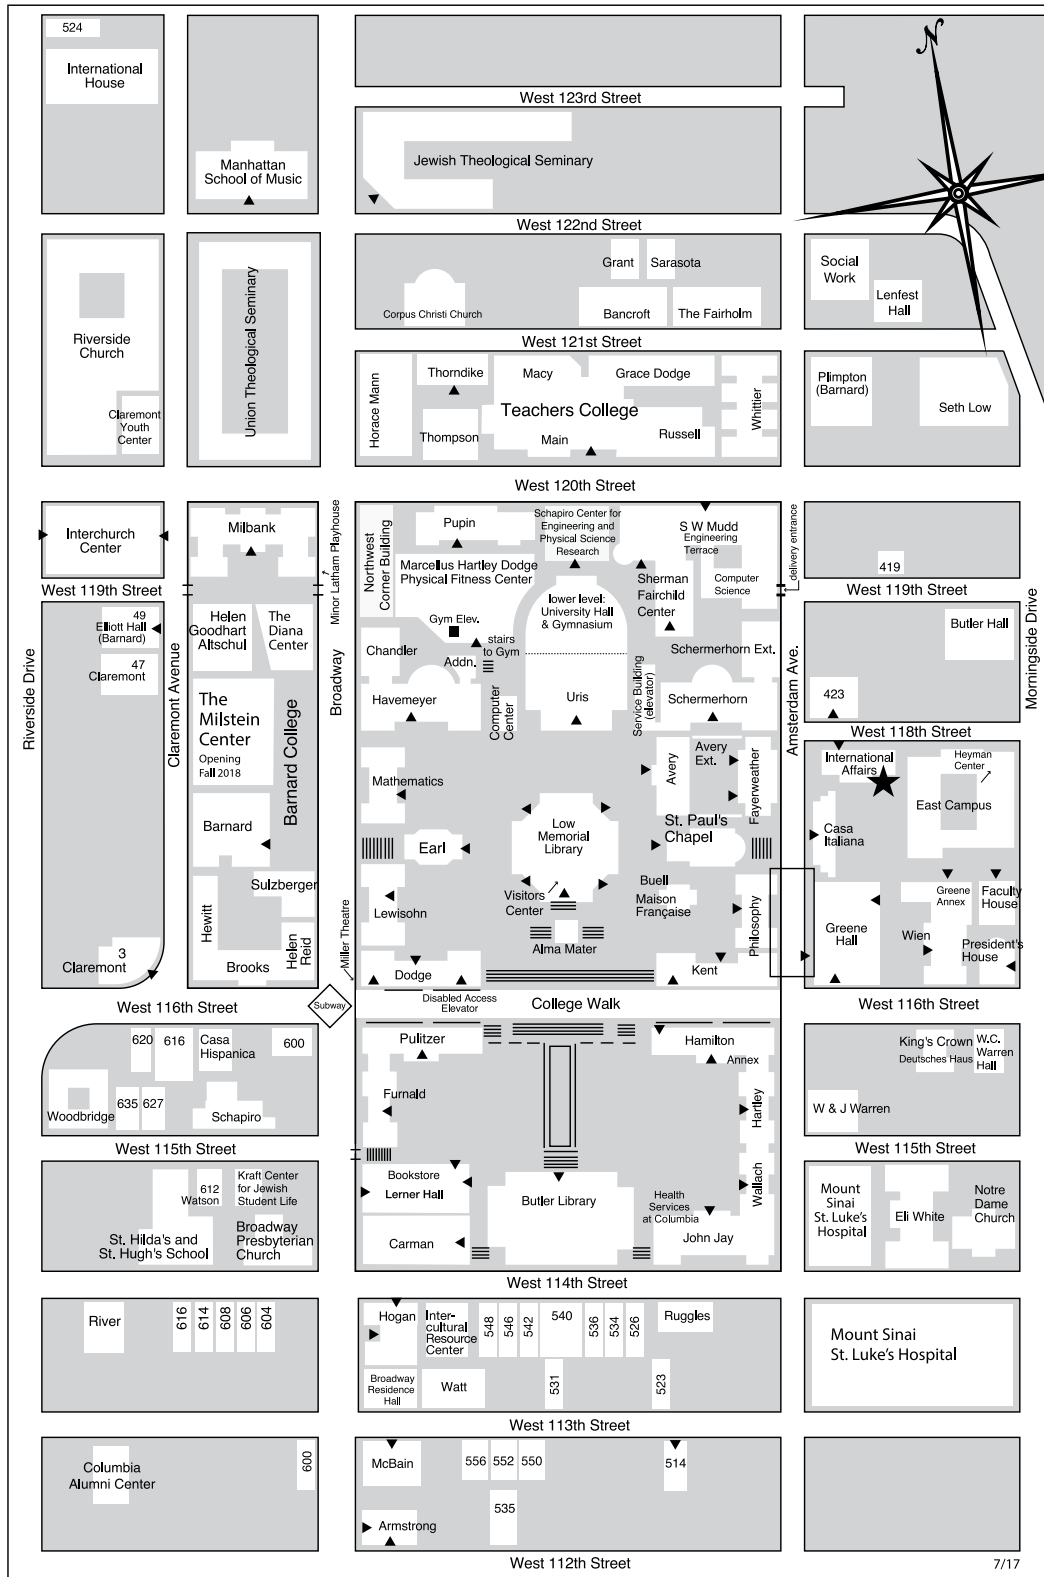 524
International
House
Manhattan
School of Music
West 123rd Street
Jewish Theological Seminary
N
West 122nd Street
Riverside
Church
Claremont
Youth
Center
Union Theological Seminary
Corpus Christi Church
Grant
Sarasota
Bancroft
The Fairholm
Social
Work
Lenfest
Hall
West 121st Street
Horace Mann
Thorndike
Thompson
Macy
Grace Dodge
Teachers College
Main
Russell
Whittier
Plimpton
(Barnard)
Seth Low
West 120th Street
Interchurch
Center
West 119th Street
Milbank
Minor Latham Playhouse
Northwest
Corner Building
Pupin
Marcellus Hartley Dodge
Physical Fitness Center
Gym Elev.
stairs
to Gym
Schapiro Center for
Engineering and
Physical Science
Research
lower level:
University Hall
& Gymnasium
Uris
S W Mudd
Engineering
Terrace
Computer
Science
Sherman
Fairchild
Center
delivery entrance
419
West 119th Street
Riverside Drive
49
Elliott Hall
(Barnard)
47
Claremont
Claremont Avenue
Helen
Goodhart
Altschul
The
Diana
Center
The
Milstein
Center
Opening
Fall 2018
Barnard College
Broadway
Chandler
Addn.
Havemeyer
Computer
Center
Service Building
(elevator)
Schermerhorn Ext.
Schermerhorn
Amsterdam Ave.
Butler Hall
423
Morningside Drive
West 118th Street
Mathematics
Avery
Avery
Ext.
Fayerweather
International
Affairs
Heyman
Center
East Campus
Barnard
Earl
Low
Memorial
Library
St. Paul's
Chapel
Casa
Italiana
Sulzberger
Hewitt
Helen
Reid
Brooks
Lewisohn
Visitors
Center
Buell
Maison
Française
Philosophy
Greene
Hall
Greene
Annex
Faculty
House
Wien
President's
House
3
Claremont
Miller Theatre
Dodge
Alma Mater
Kent
West 116th Street
Subway
Disabled Access
Elevator
College Walk
West 116th Street
620
616
Casa
Hispanica
600
Woodbridge
635
627
Schapiro
Pulitzer
Furnald
Hamilton
Annex
Hartley
King's Crown
Deutsches Haus
W.C.
Warren
Hall
W & J Warren
West 115th Street
West 115th Street
612
Watson
Kraft Center
for Jewish
Student Life
St. Hilda's and
St. Hugh's School
Broadway
Presbyterian
Church
Bookstore
Lerner Hall
Carman
Butler Library
Health
Services
at Columbia
John Jay
Wallach
Mount
Sinai
St. Luke's
Hospital
Eli White
Notre
Dame
Church
West 114th Street
River
616
614
608
606
604
Hogan
Inter-
cultural
Resource
Center
548
546
542
540
536
534
526
Ruggles
Broadway
Residence
Hall
Watt
531
523
Mount Sinai
St. Luke's Hospital
West 113th Street
Columbia
Alumni Center
600
McBain
556
552
550
514
535
Armstrong
West 112th Street
7/17